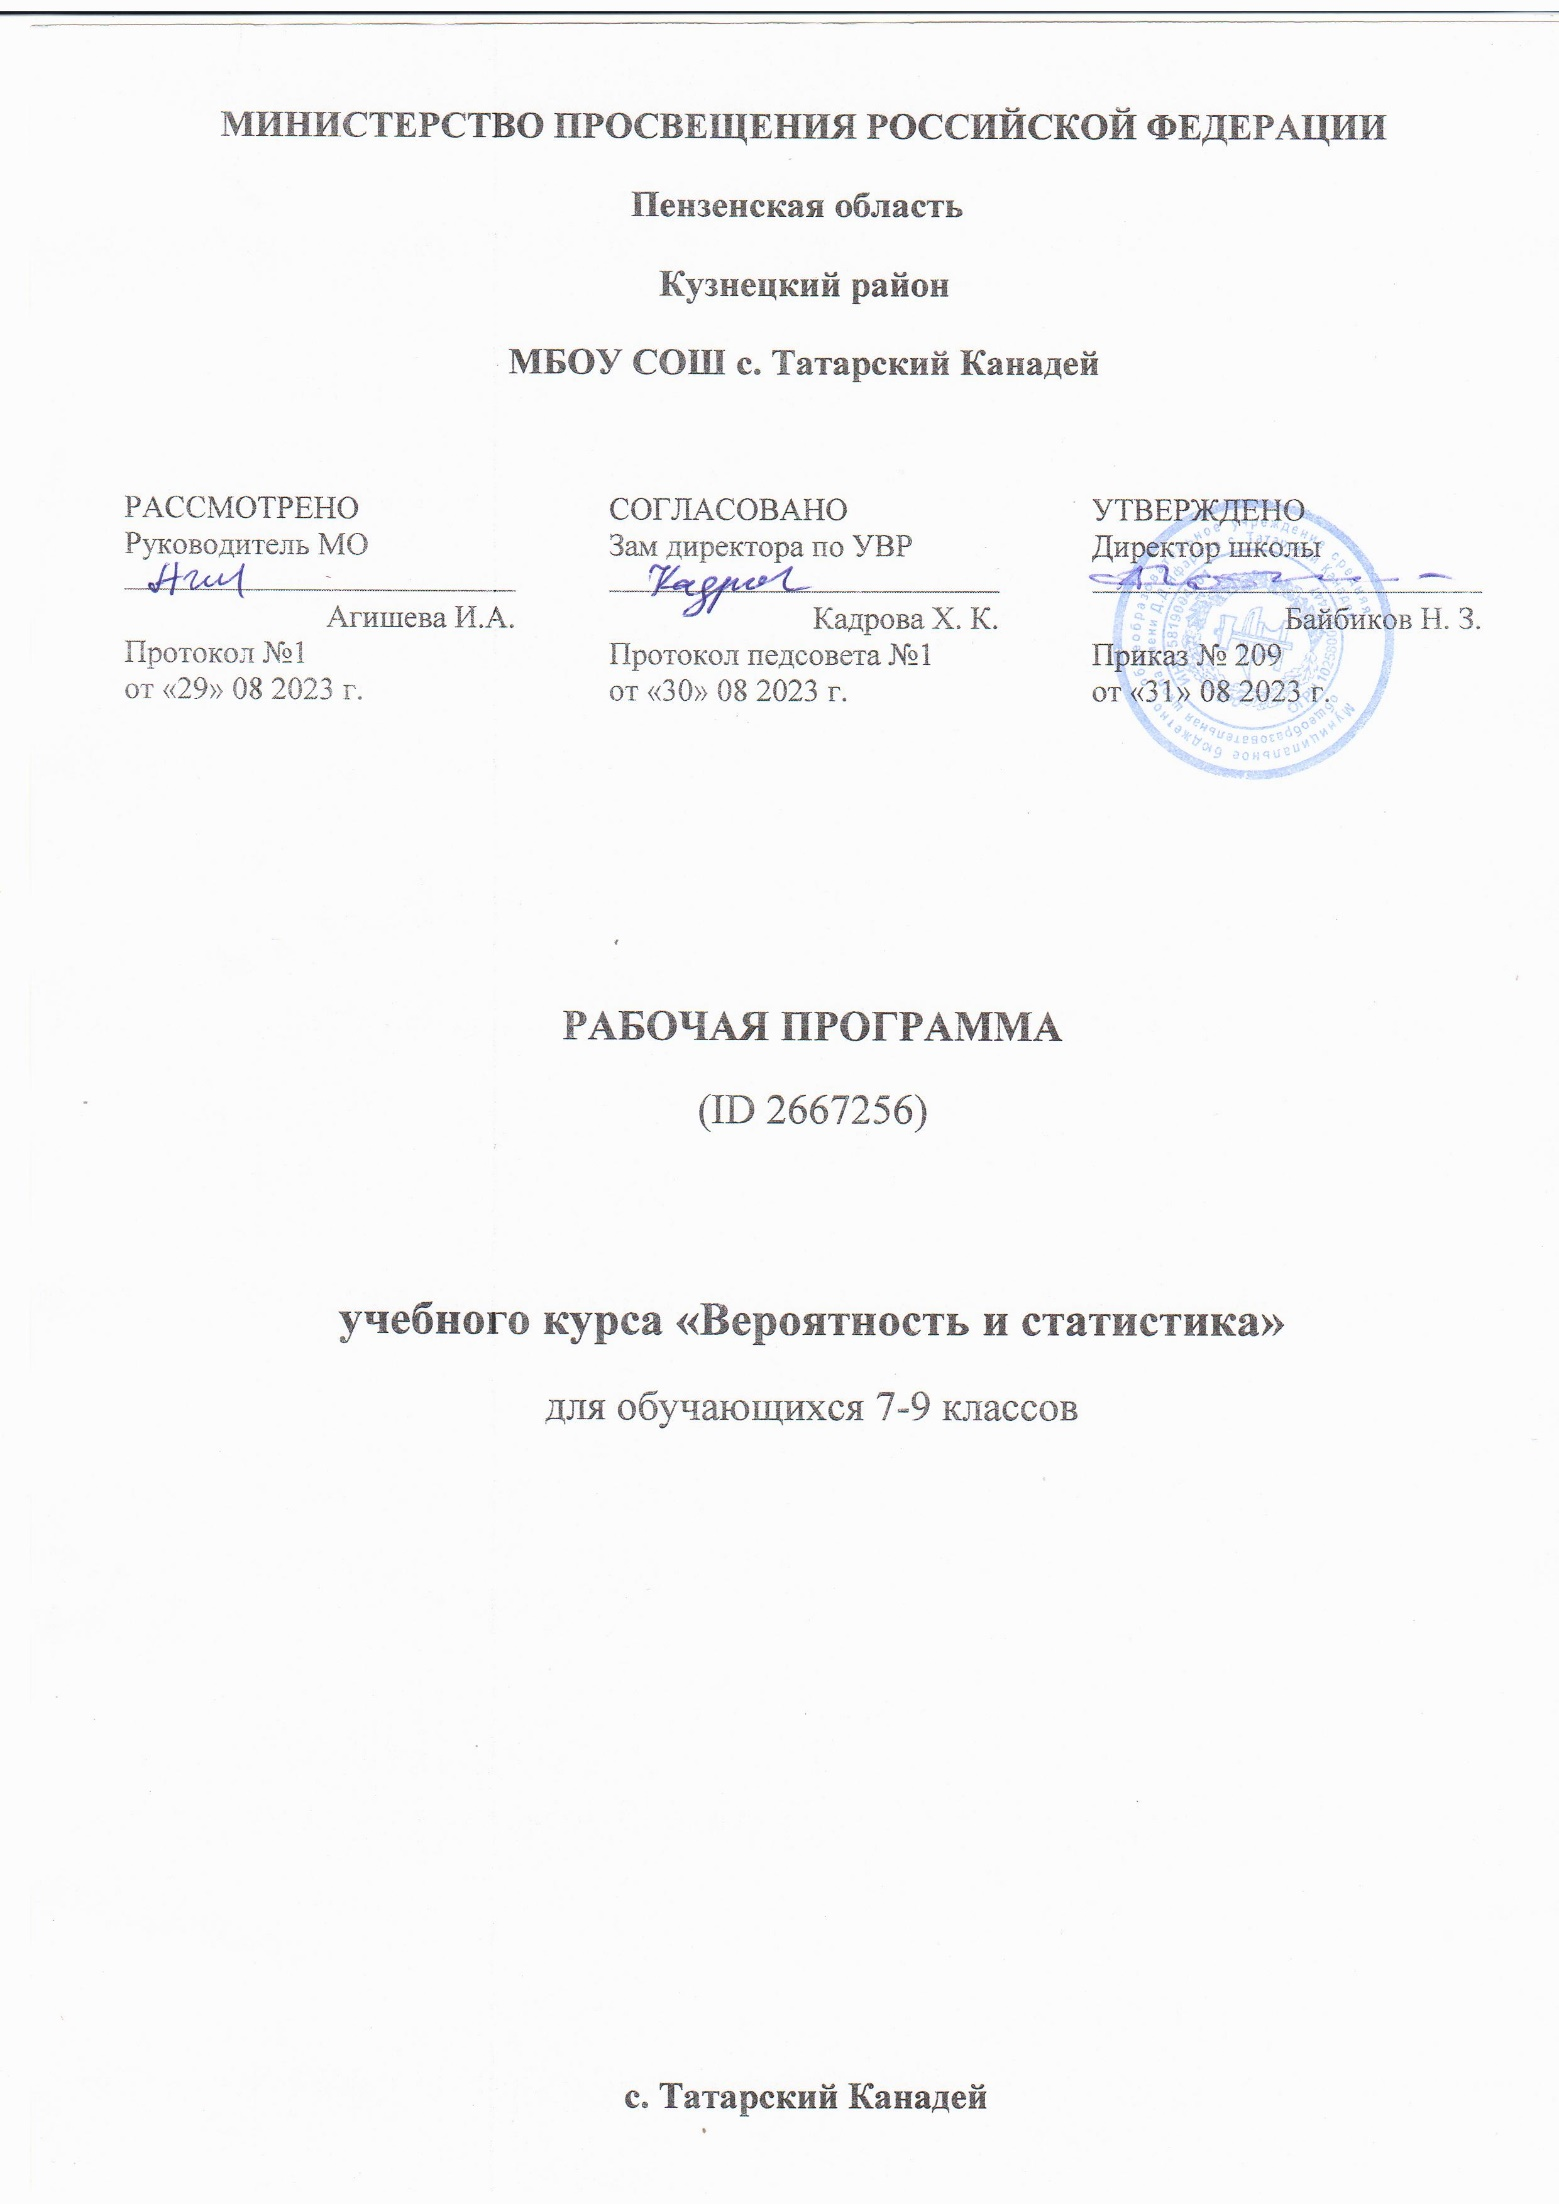 МИНИСТЕРСТВО ПРОСВЕЩЕНИЯ РОССИЙСКОЙ ФЕДЕРАЦИИ
Пензенская область
Кузнецкий район
МБОУ СОШ с. Татарский Канадей
РАССМОТРЕНО
Руководитель МО
Агишева И.А.
Протокол №1
от «29» 08 2023 г.
СОГЛАСОВАНО
Зам директора по УВР
Кадрова Х. К.
Протокол педсовета №1
от «30» 08 2023 г.
УТВЕРЖДЕНО
Директор школы
Байбиков Н. З.
Приказ № 209
от «31» 08 2023 г.
РАБОЧАЯ ПРОГРАММА
(ID 2667256)
учебного курса «Вероятность и статистика»
для обучающихся 7-9 классов
с. Татарский Канадей